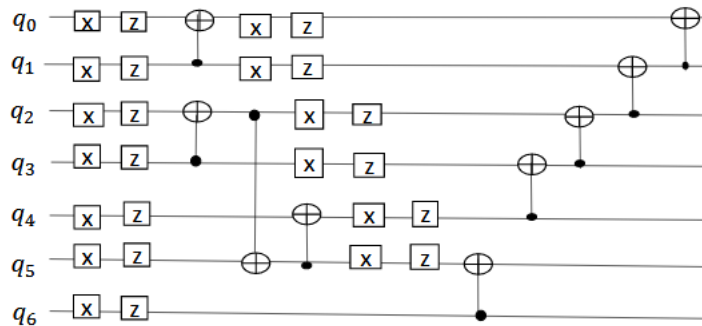 q₀ X Z X Z
q₁ X Z X Z
q₂ X Z X Z
q₃ X Z X Z
q₄ X Z X Z
q₅ X Z X Z
q₆ X Z